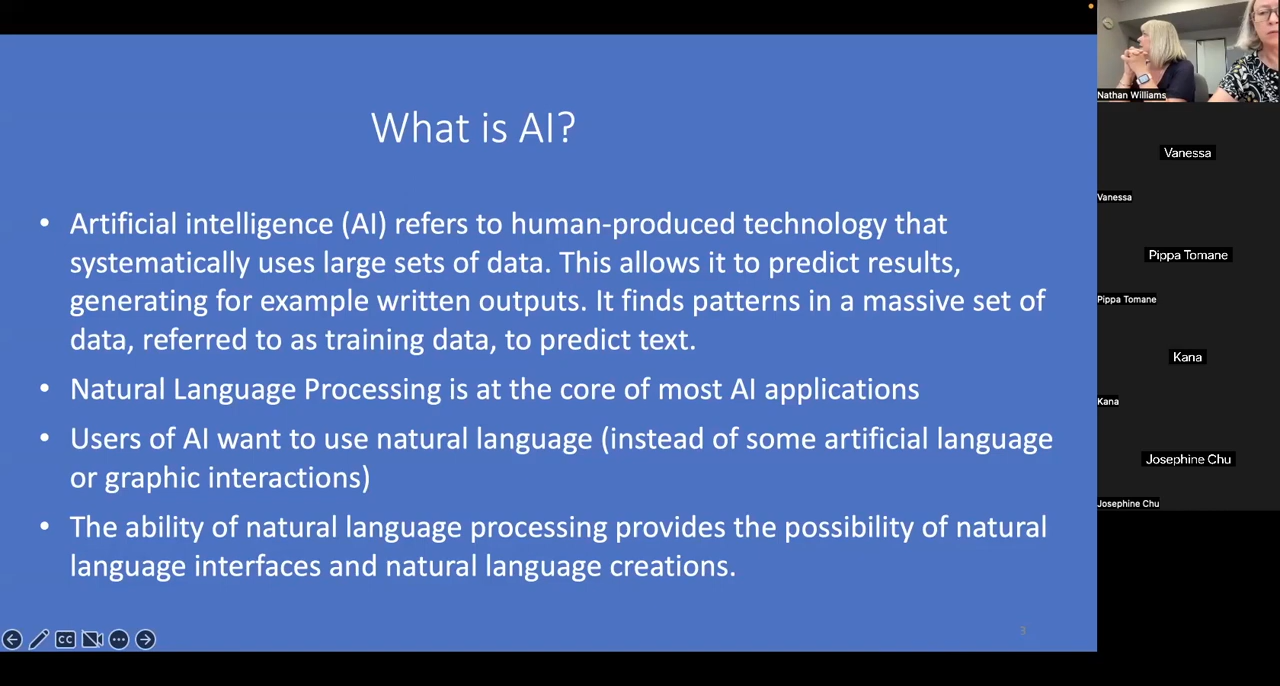 What is AI?
• Artificial intelligence (AI) refers to human-produced technology that
systematically uses large sets of data. This allows it to predict results,
generating for example written outputs. It finds patterns in a massive set of
data, referred to as training data, to predict text.
• Natural Language Processing is at the core of most AI applications
• Users of AI want to use natural language (instead of some artificial language
or graphic interactions)
• The ability of natural language processing provides the possibility of natural
language interfaces and natural language creations.
3
CC
Nathan Williams
Vanessa
Vanessa
Pippa Tomane
Pippa Tomane
Kana
Kana
Josephine Chu
Josephine Chu